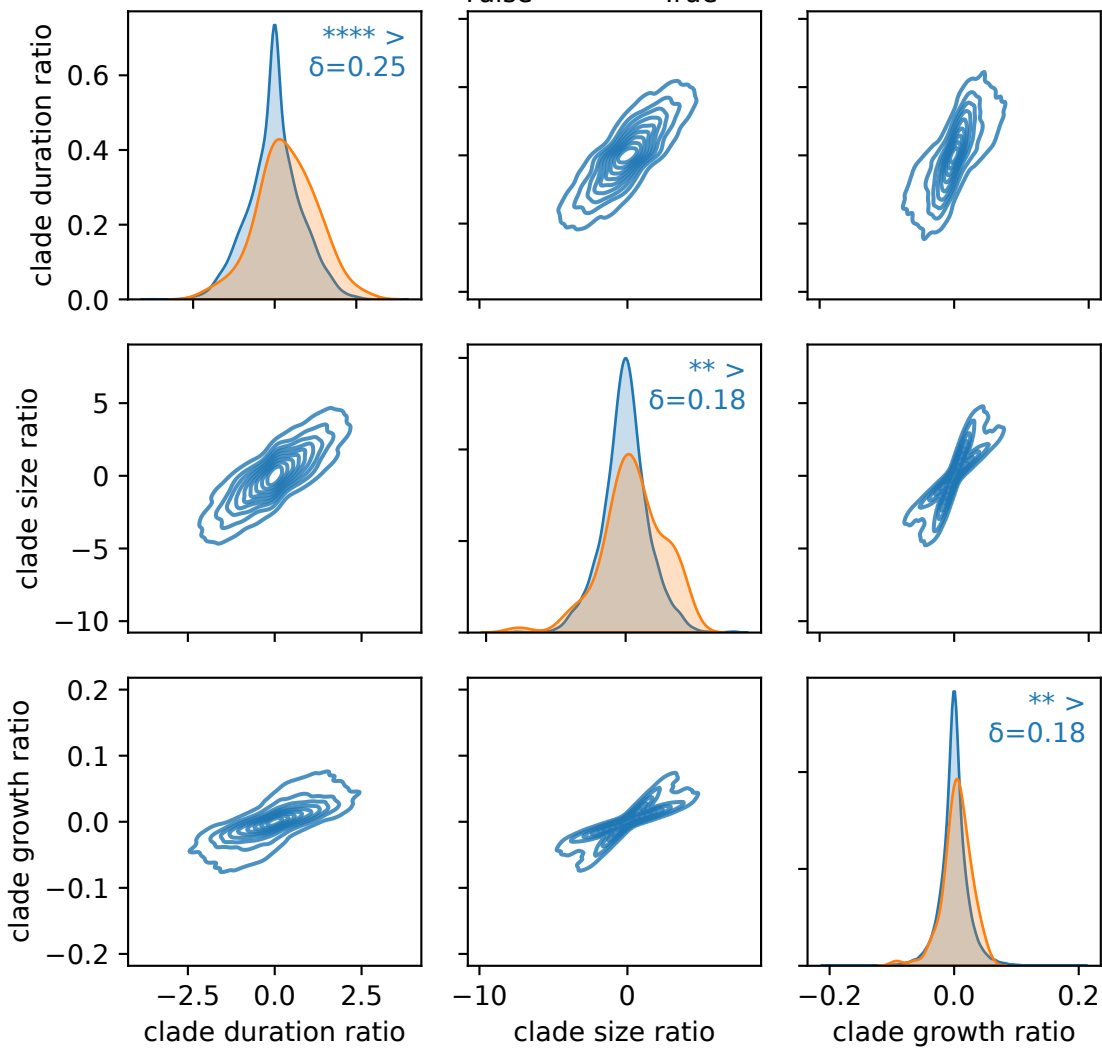 clade duration ratio
0.6
0.4
0.2
0.0
**** >
δ=0.25
clade size ratio
5
0
−5
−10
** >
δ=0.18
clade growth ratio
0.2
0.1
0.0
−0.1
−0.2
** >
δ=0.18
−2.5 0.0 2.5
−10 0
−0.2 0.0 0.2
clade duration ratio
clade size ratio
clade growth ratio